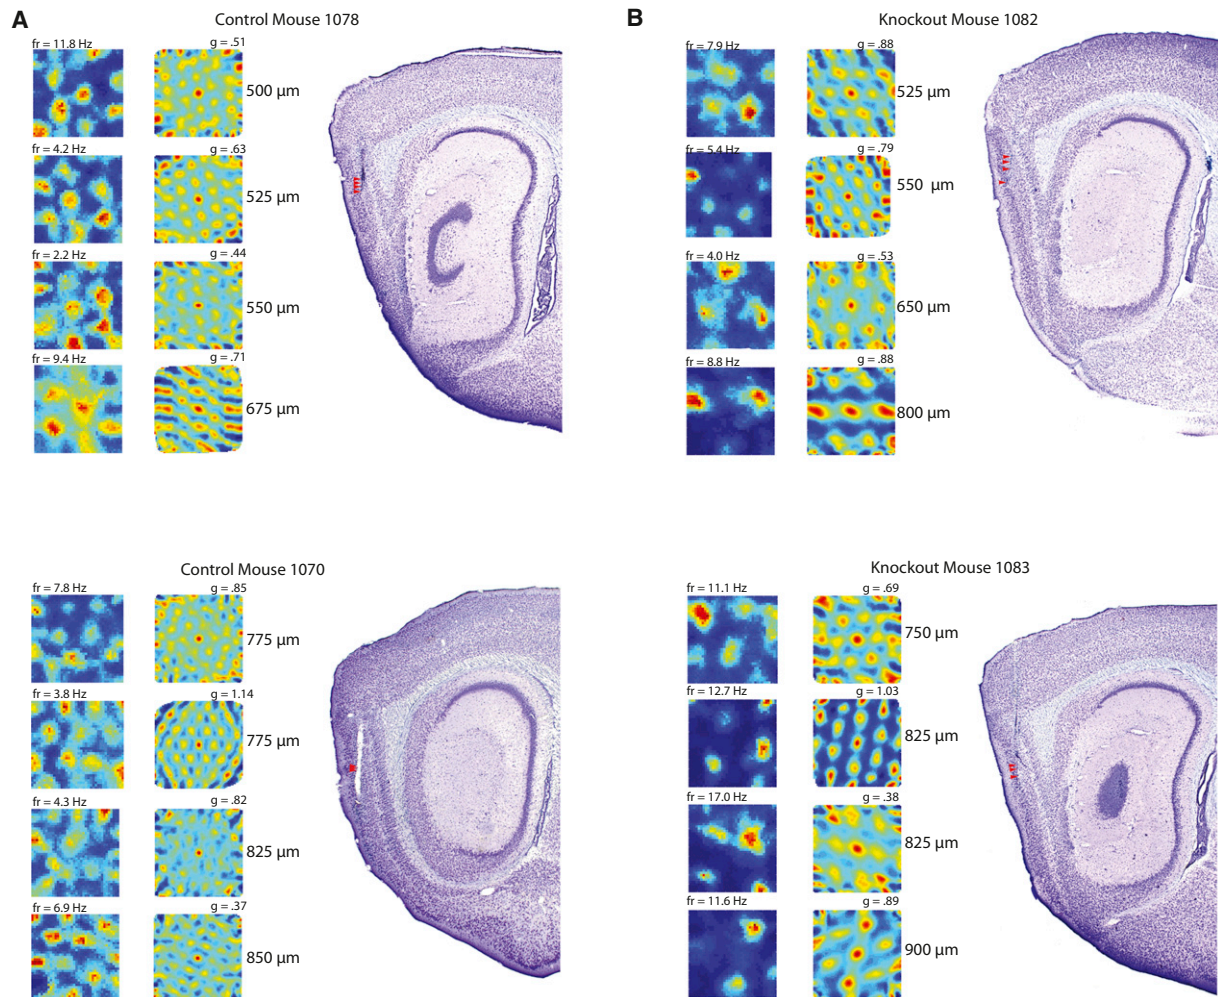 A
Control Mouse 1078
fr = 11.8 Hz
g = .51
500 µm
fr = 4.2 Hz
g = .63
525 µm
fr = 2.2 Hz
g = .44
550 µm
fr = 9.4 Hz
g = .71
675 µm
Control Mouse 1070
fr = 7.8 Hz
g = .85
775 µm
fr = 3.8 Hz
g = 1.14
775 µm
fr = 4.3 Hz
g = .82
825 µm
fr = 6.9 Hz
g = .37
850 µm
B
Knockout Mouse 1082
fr = 7.9 Hz
g = .88
525 µm
fr = 5.4 Hz
g = .79
550 µm
fr = 4.0 Hz
g = .53
650 µm
fr = 8.8 Hz
g = .88
800 µm
Knockout Mouse 1083
fr = 11.1 Hz
g = .69
750 µm
fr = 12.7 Hz
g = 1.03
825 µm
fr = 17.0 Hz
g = .38
825 µm
fr = 11.6 Hz
g = .89
900 µm